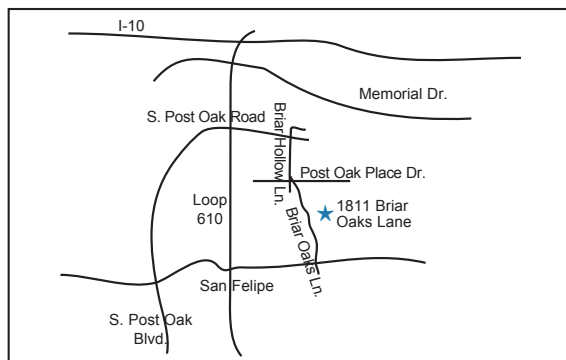 I-10
Memorial Dr.
S. Post Oak Road
Briar Hollow Ln.
Post Oak Place Dr.
Loop
610
1811 Briar
Oaks Lane
Briar Oaks Ln.
San Felipe
S. Post Oak
Blvd.